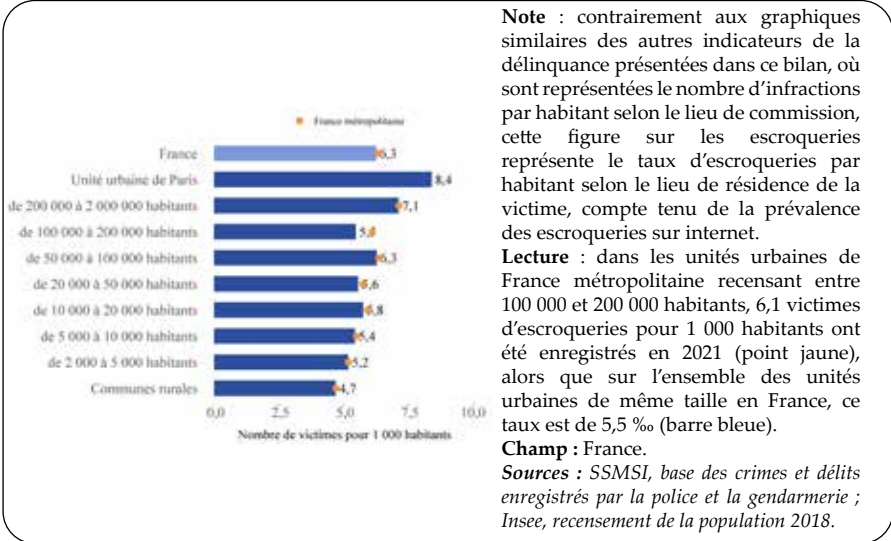 France métropolitaine
France
6,3
Unité urbaine de Paris
8,4
de 200 000 à 2 000 000 habitants
7,1
de 100 000 à 200 000 habitants
de 50 000 à 100 000 habitants
6,3
de 20 000 à 50 000 habitants
5,6
de 10 000 à 20 000 habitants
5,8
de 5 000 à 10 000 habitants
5,4
de 2 000 à 5 000 habitants
5,2
Communes rurales
4,7
0,0 2,5 5,0 7,5 10,0
Nombre de victimes pour 1 000 habitants
Note : contrairement aux graphiques
similaires des autres indicateurs de la
délinquance présentées dans ce bilan, où
sont représentées le nombre d’infractions
par habitant selon le lieu de commission,
cette figure sur les escroqueries
représente le taux d’escroqueries par
habitant selon le lieu de résidence de la
victime, compte tenu de la prévalence
des escroqueries sur internet.
Lecture : dans les unités urbaines de
France métropolitaine recensant entre
100 000 et 200 000 habitants, 6,1 victimes
d’escroqueries pour 1 000 habitants ont
été enregistrés en 2021 (point jaune),
alors que sur l’ensemble des unités
urbaines de même taille en France, ce
taux est de 5,5 ‰ (barre bleue).
Champ : France.
Sources : SSMSI, base des crimes et délits
enregistrés par la police et la gendarmerie ;
Insee, recensement de la population 2018.